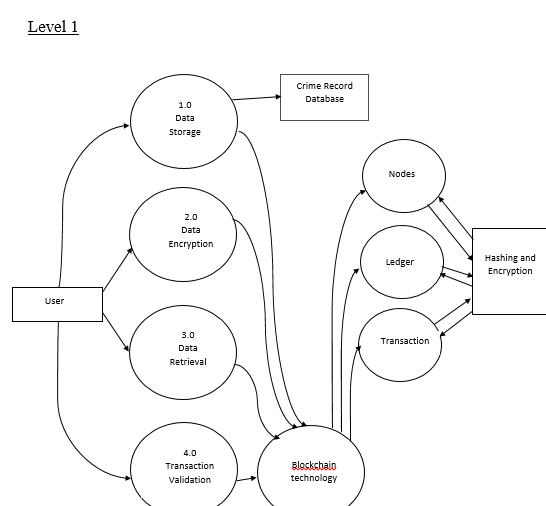 Level 1
1.0
Data
Storage
Crime Record
Database
Nodes
2.0
Data
Encryption
Ledger
Hashing and
Encryption
User
3.0
Data
Retrieval
Transaction
4.0
Transaction
Validation
Blockchain
technology